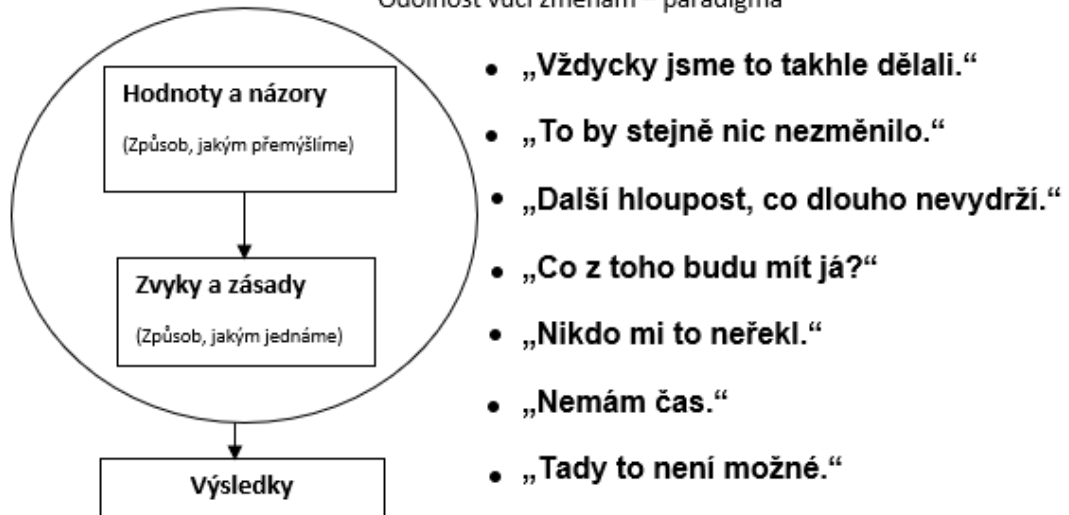 Odolnost vůči změnám – paradigma
Hodnoty a názory
(Způsob, jakým přemýšlíme)
Zvyky a zásady
(Způsob, jakým jednáme)
Výsledky
• „Vždycky jsme to takhle dělali.“
• „To by stejně nic nezměnilo.“
• „Další hloupost, co dlouho nevydrží.“
• „Co z toho budu mít já?“
• „Nikdo mi to neřekl.“
• „Nemám čas.“
• „Tady to není možné.“